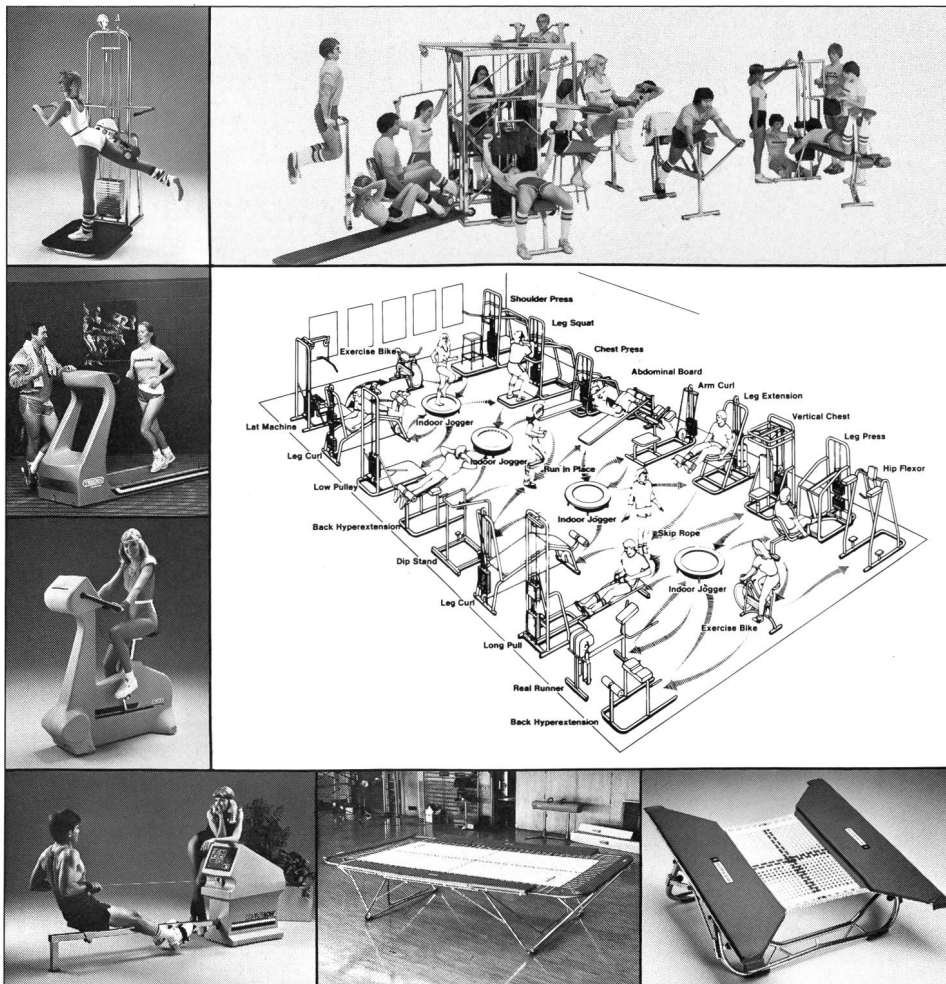 Shoulder Press
Leg Squat
Exercise Bike
Chest Press
Abdominal Board
Arm Curl
Leg Extension
Vertical Chest
Lat Machine
Indoor Jogger
Leg Press
Leg Curl
Indoor Jogger
Run in Place
Hip Flexor
Low Pulley
Indoor Jogger
Back Hyperextension
Skip Rope
Dip Stand
Indoor Jogger
Leg Curl
Exercise Bike
Long Pull
Real Runner
Back Hyperextension